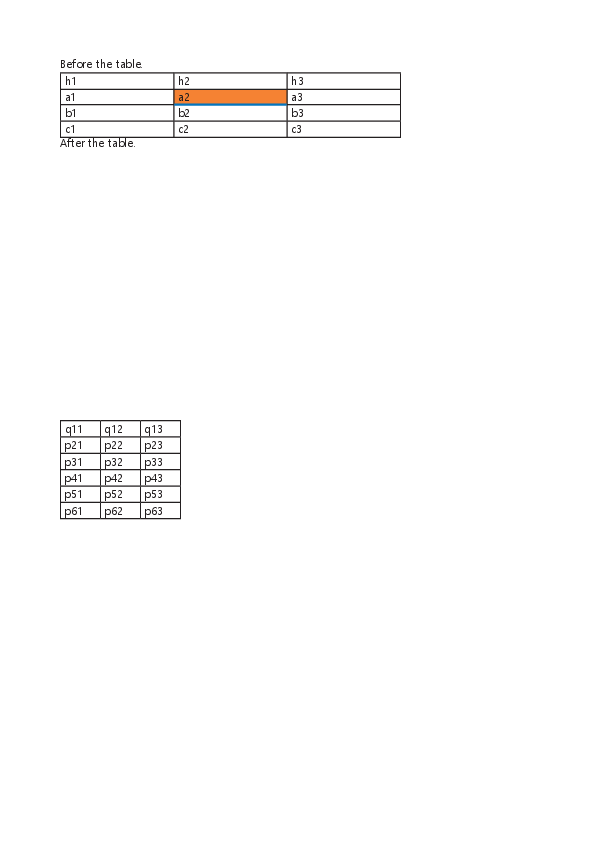 Before the table.
h1 h2 h3
a1 a2 a3
b1 b2 b3
c1 c2 c3
After the table.
q11 q12 q13
p21 p22 p23
p31 p32 p33
p41 p42 p43
p51 p52 p53
p61 p62 p63